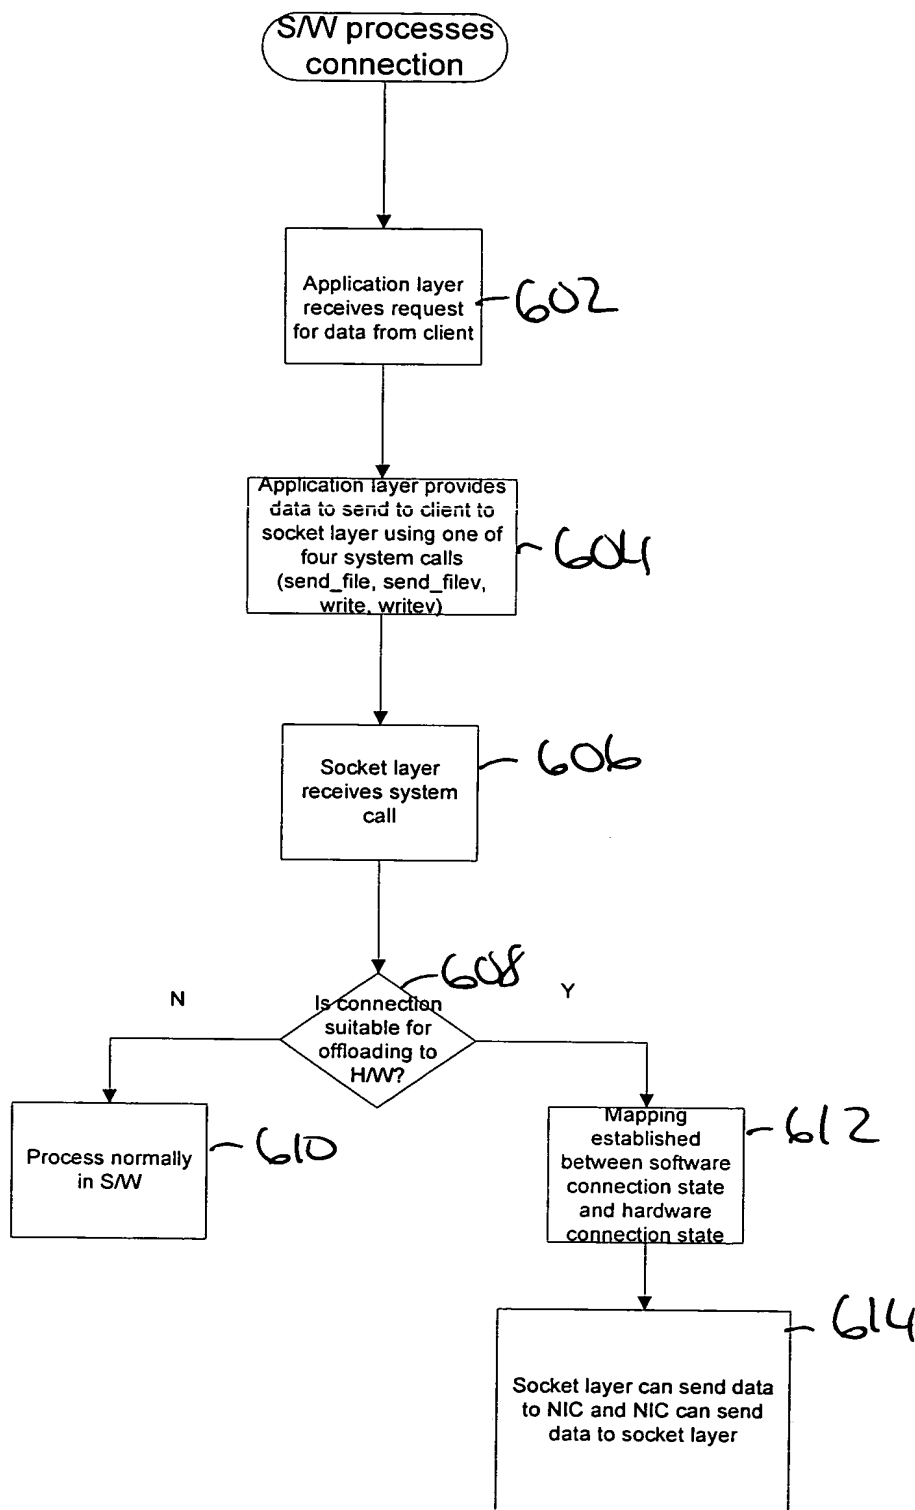 S/W processes
connection
Application layer
receives request
for data from client
602
Application layer provides
data to send to client to
socket layer using one of
four system calls
(send_file, send_filev,
write, writev)
604
Socket layer
receives system
call
606
608
N
Y
Is connection
suitable for
offloading to
H/W?
Process normally
in S/W
610
Mapping
established
between software
connection state
and hardware
connection state
612
614
Socket layer can send data
to NIC and NIC can send
data to socket layer